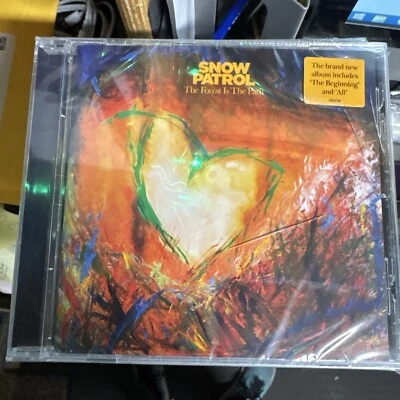 SNOW
PATROL
The Forest Is The Path
The brand new
album includes
'The Beginning'
and 'All'